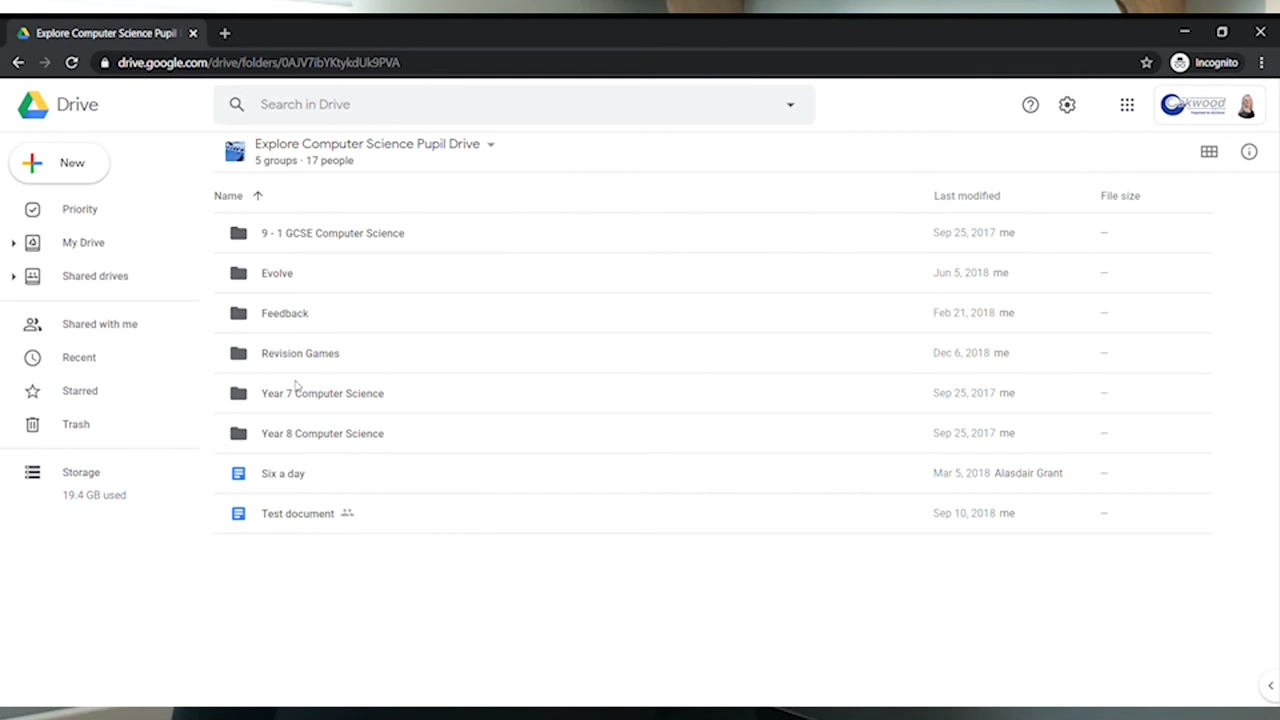 Explore Computer Science Pupil
drive.google.com/drive/folders/0AJV7ibYKtykdUk9PVA
Incognito
Drive
Search in Drive
New
Explore Computer Science Pupil Drive
5 groups · 17 people
Name
Last modified
File size
Priority
My Drive
Shared drives
Shared with me
Recent
Starred
Trash
Storage
19.4 GB used
9 - 1 GCSE Computer Science Sep 25, 2017 me –
Evolve Jun 5, 2018 me –
Feedback Feb 21, 2018 me –
Revision Games Dec 6, 2018 me –
Year 7 Computer Science Sep 25, 2017 me –
Year 8 Computer Science Sep 25, 2017 me –
Six a day Mar 5, 2018 Alasdair Grant –
Test document Sep 10, 2018 me –